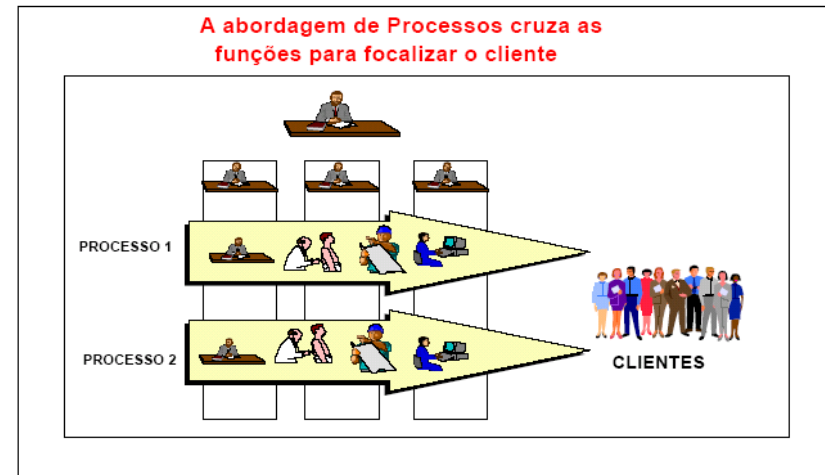 A abordagem de Processos cruza as
funções para focalizar o cliente
PROCESSO 1
PROCESSO 2
CLIENTES